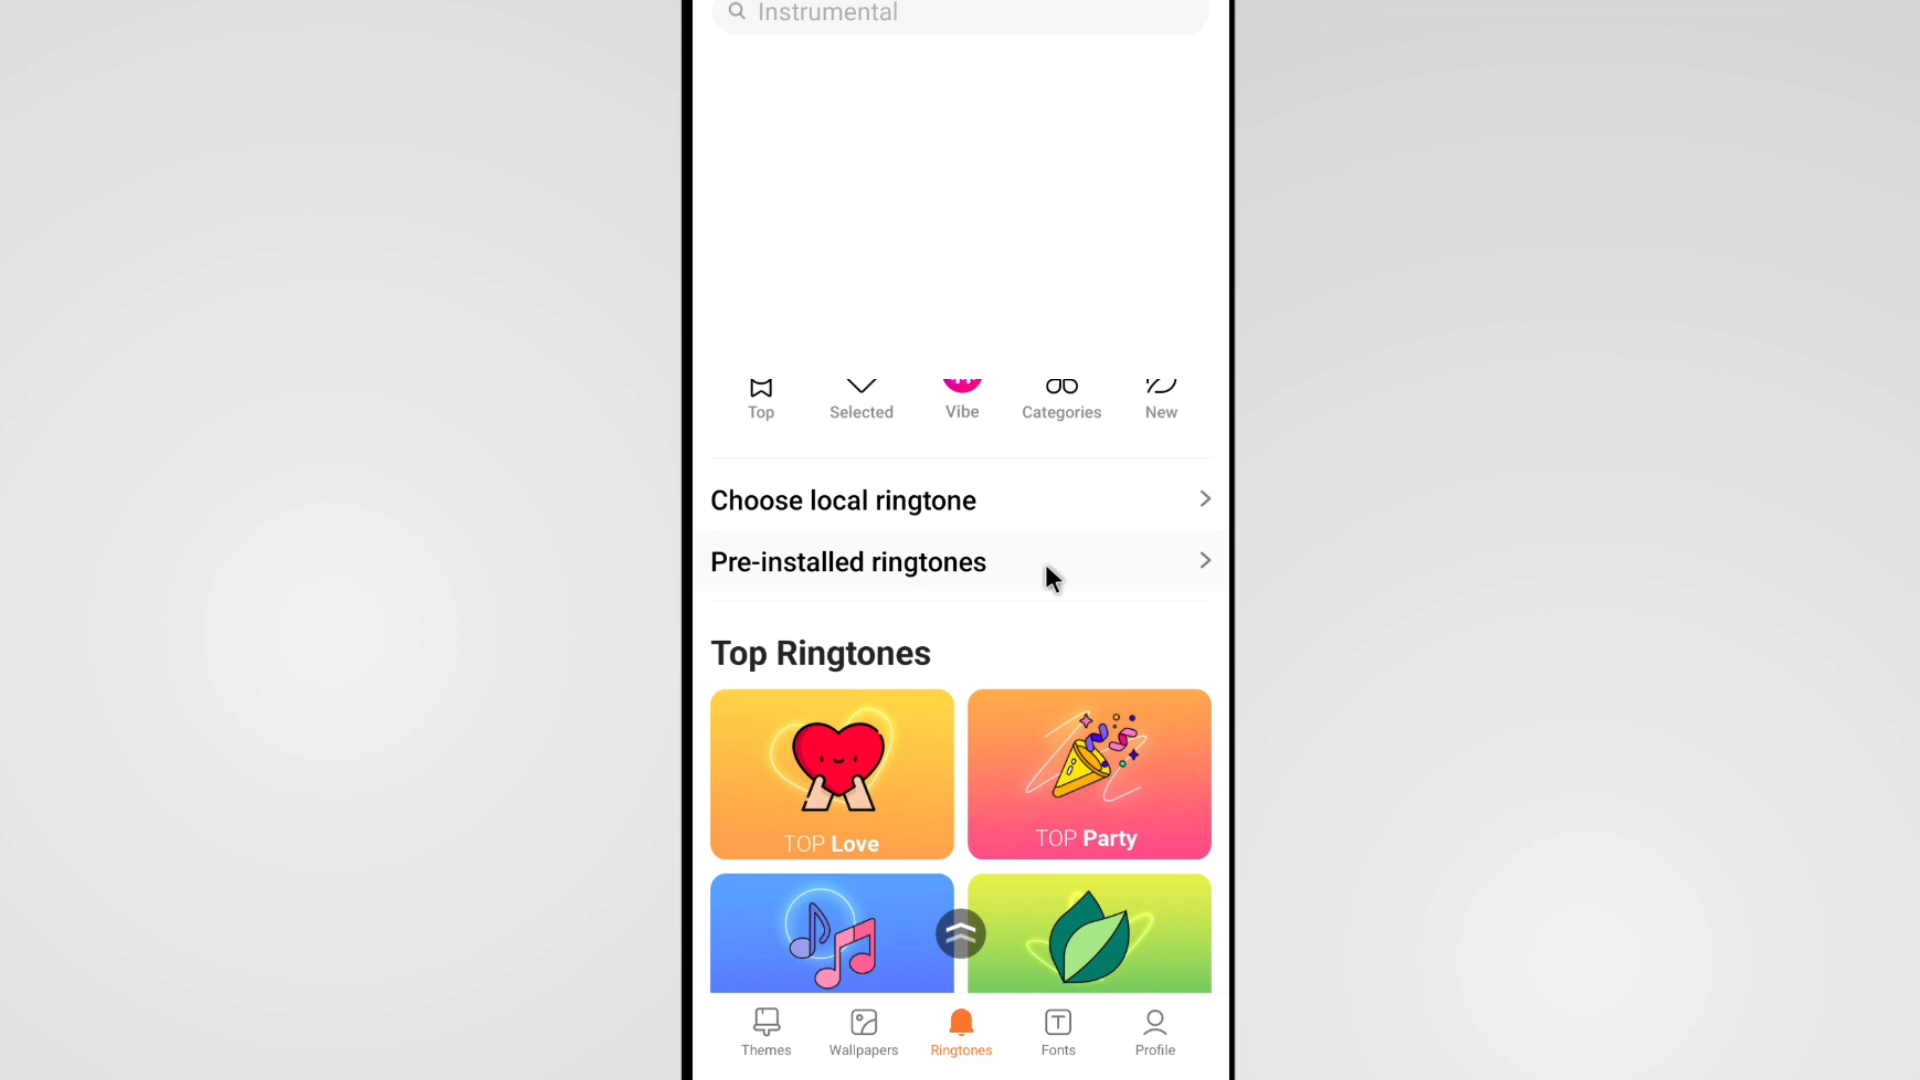 Instrumental
Top Selected Vibe Categories New
Choose local ringtone
Pre-installed ringtones
Top Ringtones
TOP Love
TOP Party
Themes Wallpapers Ringtones Fonts Profile